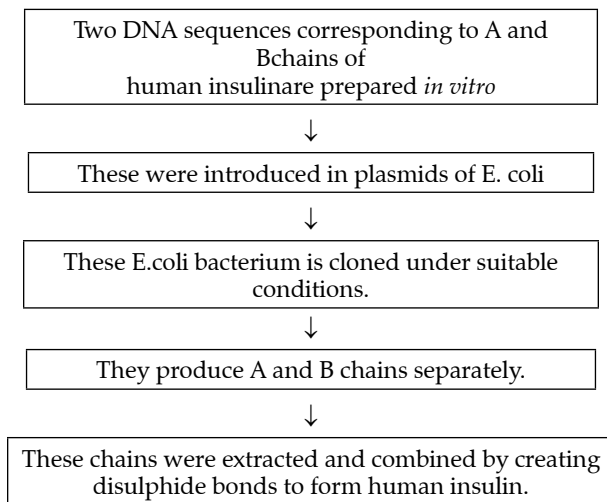 Two DNA sequences corresponding to A and
Bchains of
human insulinare prepared in vitro
↓
These were introduced in plasmids of E. coli
↓
These E.coli bacterium is cloned under suitable
conditions.
↓
They produce A and B chains separately.
↓
These chains were extracted and combined by creating
disulphide bonds to form human insulin.